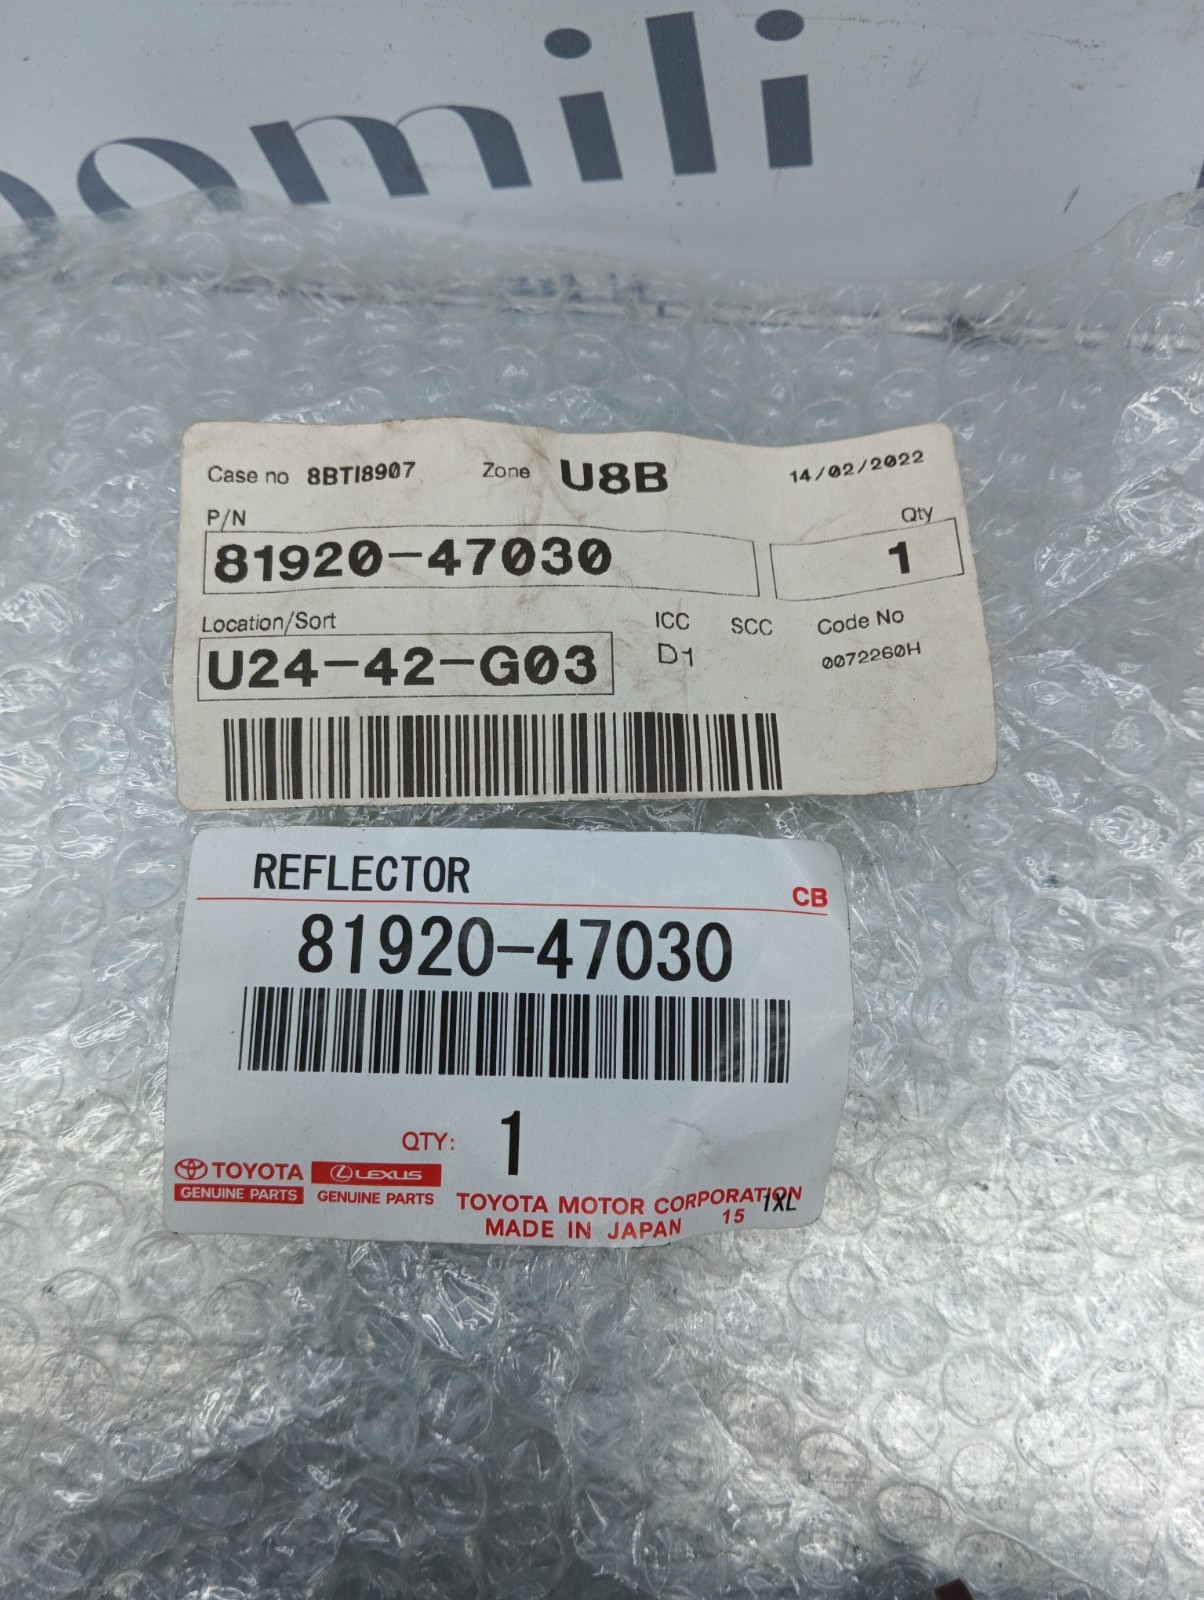 omili
Case no 8BTI8907 Zone U8B 14/02/2022
P/N Qty
81920-47030 1
Location/Sort ICC SCC Code No
U24-42-G03 D1 0072260H
REFLECTOR
CB
81920-47030
QTY: 1
TOYOTA LEXUS
GENUINE PARTS GENUINE PARTS
TOYOTA MOTOR CORPORATION
MADE IN JAPAN 15 1XL